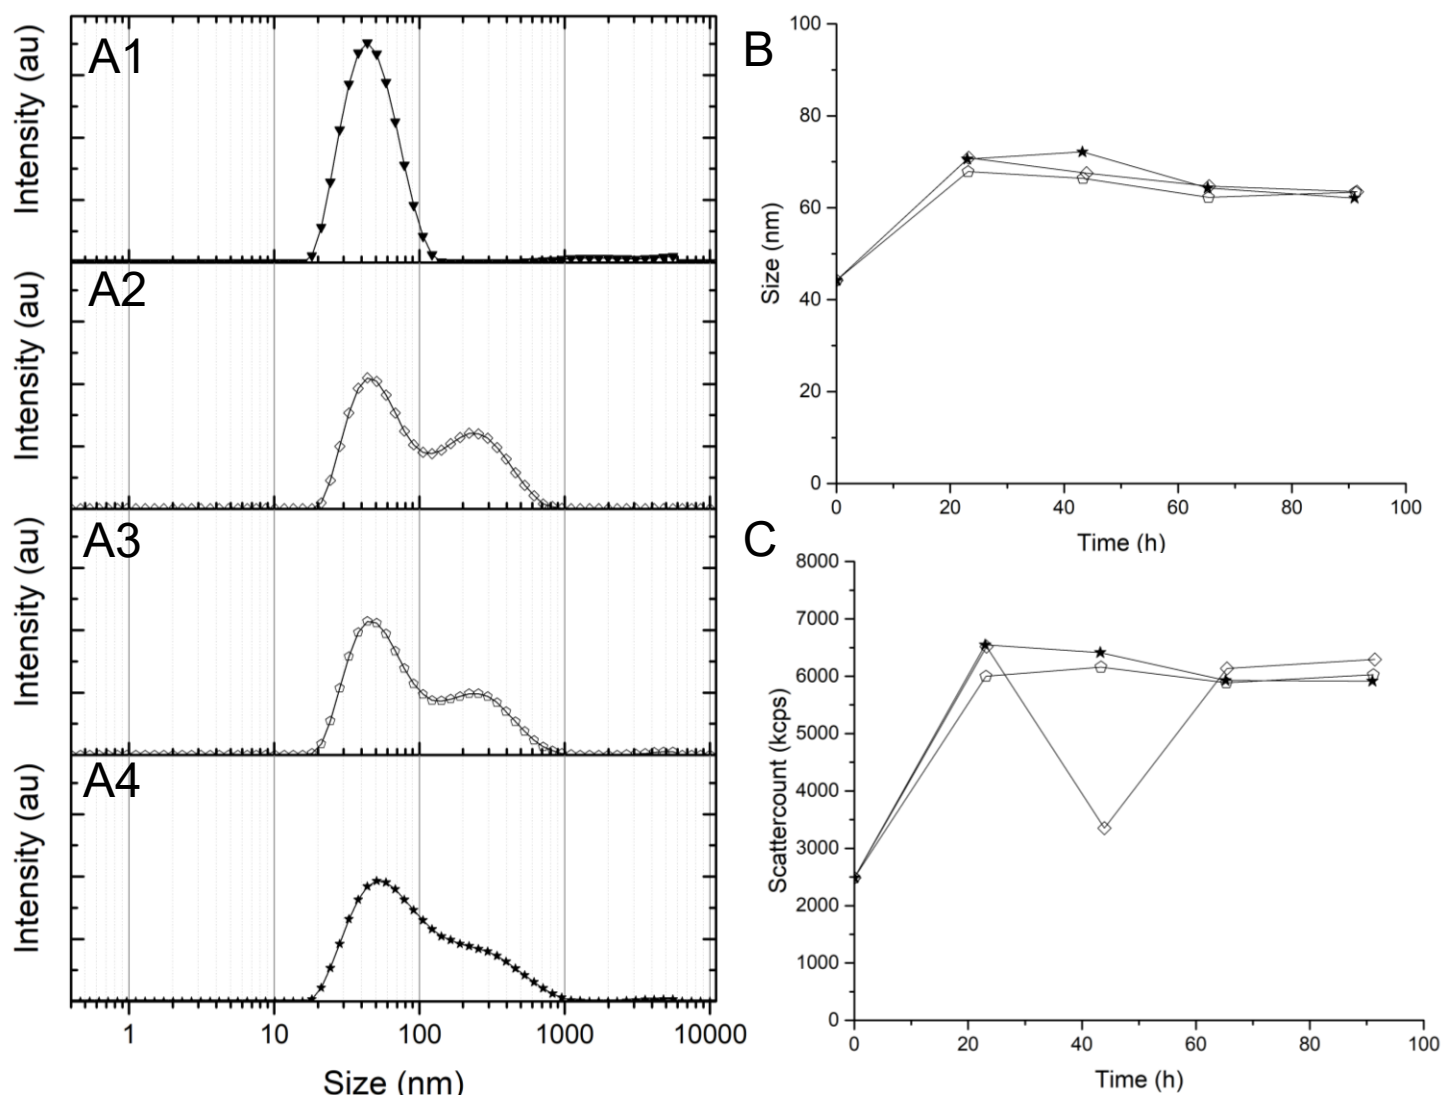 A1
Intensity (au)
A2
Intensity (au)
A3
Intensity (au)
A4
Intensity (au)
1 10 100 1000 10000
Size (nm)
B
100
80
60
40
20
0
Size (nm)
0 20 40 60 80 100
Time (h)
C
8000
7000
6000
5000
4000
3000
2000
1000
0
Scattercount (kcps)
0 20 40 60 80 100
Time (h)